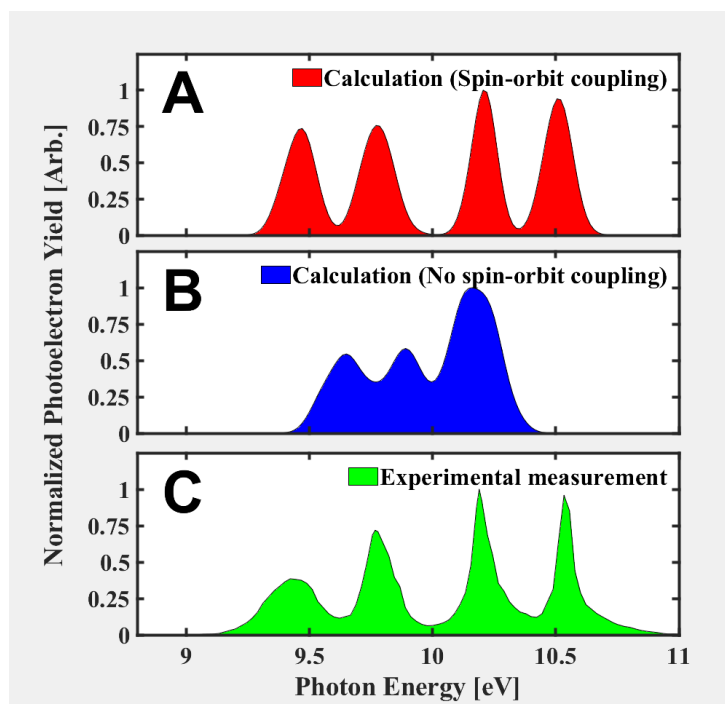 Normalized Photoelectron Yield [Arb.]
A
Calculation (Spin-orbit coupling)
1
0.75
0.5
0.25
0
B
Calculation (No spin-orbit coupling)
1
0.75
0.5
0.25
0
C
Experimental measurement
1
0.75
0.5
0.25
0
9 9.5 10 10.5 11
Photon Energy [eV]